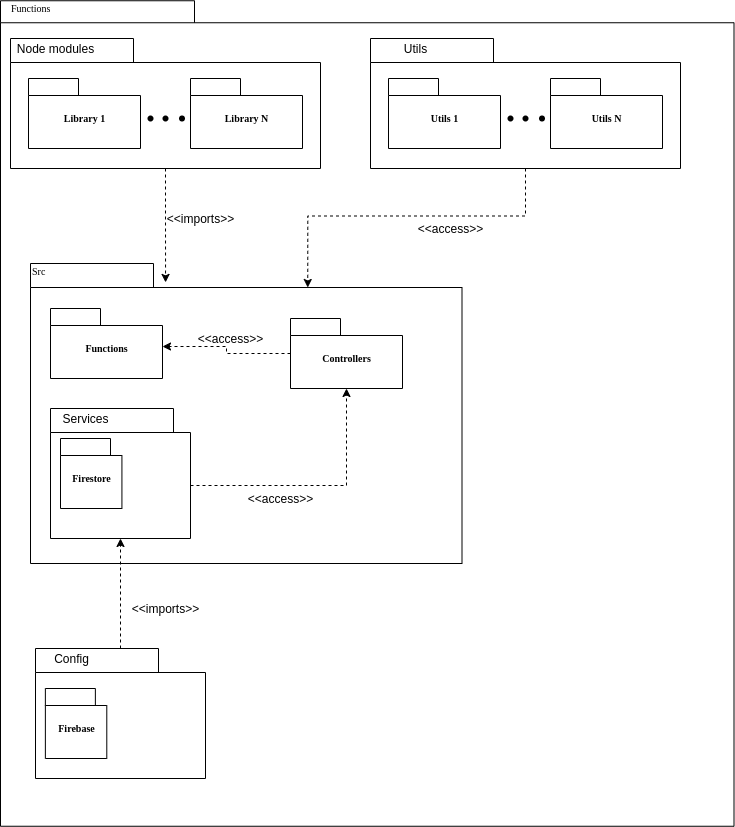 Functions
Node modules
Utils
Library 1
Library N
Utils 1
Utils N
<<imports>>
<<access>>
Src
Functions
<<access>>
Controllers
Services
Firestore
<<access>>
<<imports>>
Config
Firebase